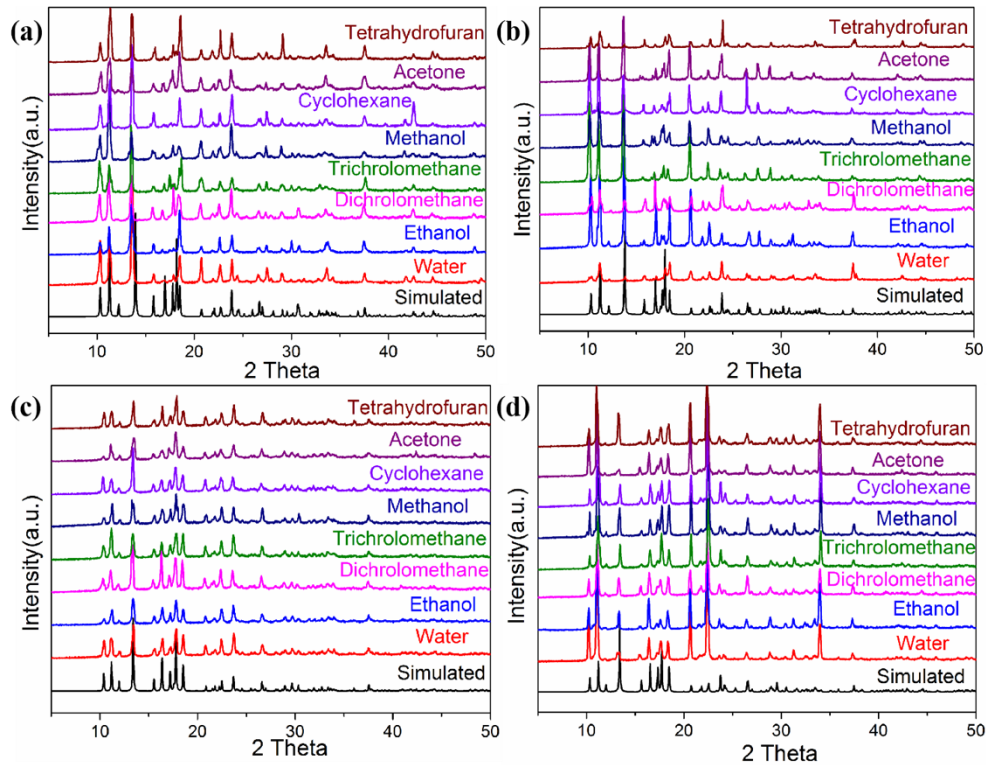 (a)
Intensity(a.u.)
Tetrahydrofuran
Acetone
Cyclohexane
Methanol
Trichrolomethane
Dichrolomethane
Ethanol
Water
Simulated
10 20 30 40 50
2 Theta
(b)
Intensity(a.u.)
Tetrahydrofuran
Acetone
Cyclohexane
Methanol
Trichrolomethane
Dichrolomethane
Ethanol
Water
Simulated
10 20 30 40 50
2 Theta
(c)
Intensity(a.u.)
Tetrahydrofuran
Acetone
Cyclohexane
Methanol
Trichrolomethane
Dichrolomethane
Ethanol
Water
Simulated
10 20 30 40 50
2 Theta
(d)
Intensity(a.u.)
Tetrahydrofuran
Acetone
Cyclohexane
Methanol
Trichrolomethane
Dichrolomethane
Ethanol
Water
Simulated
10 20 30 40 50
2 Theta